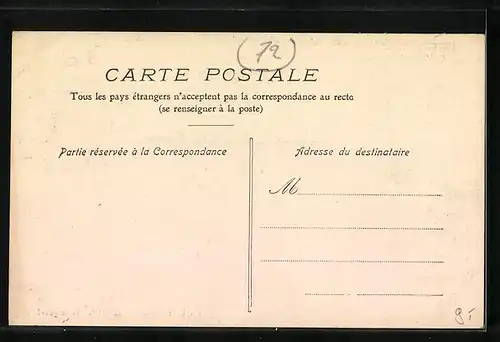 (72)
CARTE POSTALE
Tous les pays étrangers n'acceptent pas la correspondance au recto
(se renseigner à la poste)
Partie réservée à la Correspondance
Adresse du destinataire
M
9,-